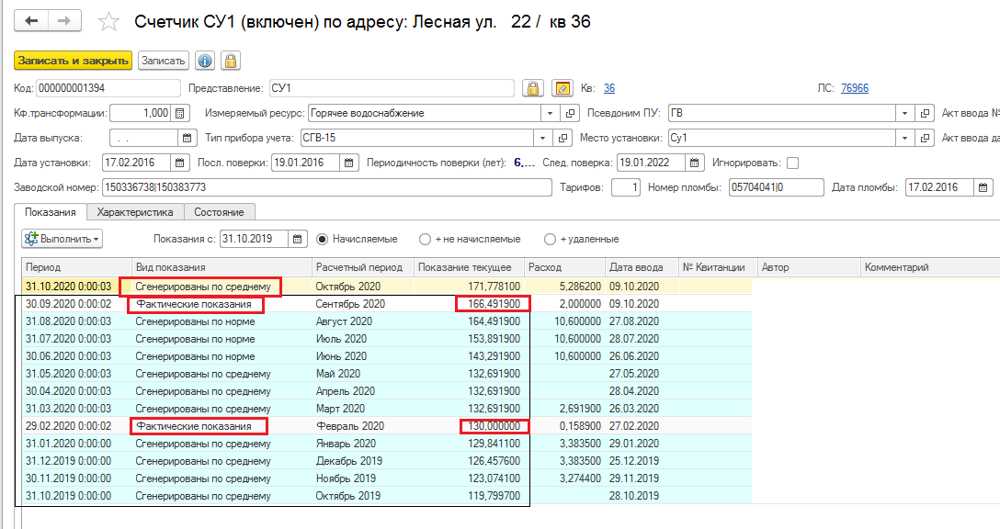 Счетчик СУ1 (включен) по адресу: Лесная ул. 22 / кв 36
Записать и закрыть Записать
Код: 000000001394 Представление: СУ1 Кв: 36 ЛС: 76966
Кф.трансформации: 1,000 Измеряемый ресурс: Горячее водоснабжение Псевдоним ПУ: ГВ Акт ввода №
Дата выпуска: . . Тип прибора учета: СГВ-15 Место установки: Су1 Акт ввода да
Дата установки: 17.02.2016 Посл. поверки: 19.01.2016 Периодичность поверки (лет): 6,... След. поверка: 19.01.2022 Игнорировать:
Заводской номер: 150336738|150383773 Тарифов: 1 Номер пломбы: 05704041|0 Дата пломбы: 17.02.2016
Показания Характеристика Состояние
Выполнить Показания с: 31.10.2019 Начисляемые + не начисляемые + удаленные
Период Вид показания Расчетный период Показание текущее Расход Дата ввода № Квитанции Автор Комментарий
31.10.2020 0:00:03 Сгенерированы по среднему Октябрь 2020 171,778100 5,286200 09.10.2020
30.09.2020 0:00:02 Фактические показания Сентябрь 2020 166,491900 2,000000 09.10.2020
31.08.2020 0:00:03 Сгенерированы по норме Август 2020 164,491900 10,600000 27.08.2020
31.07.2020 0:00:03 Сгенерированы по норме Июль 2020 153,891900 10,600000 28.07.2020
30.06.2020 0:00:03 Сгенерированы по норме Июнь 2020 143,291900 10,600000 26.06.2020
31.05.2020 0:00:03 Сгенерированы по среднему Май 2020 132,691900 27.05.2020
30.04.2020 0:00:03 Сгенерированы по среднему Апрель 2020 132,691900 28.04.2020
31.03.2020 0:00:03 Сгенерированы по среднему Март 2020 132,691900 2,691900 26.03.2020
29.02.2020 0:00:02 Фактические показания Февраль 2020 130,000000 0,158900 27.02.2020
31.01.2020 0:00:00 Сгенерированы по среднему Январь 2020 129,841100 3,383500 29.01.2020
31.12.2019 0:00:00 Сгенерированы по среднему Декабрь 2019 126,457600 3,383500 25.12.2019
30.11.2019 0:00:00 Сгенерированы по среднему Ноябрь 2019 123,074100 3,274400 29.11.2019
31.10.2019 0:00:00 Сгенерированы по среднему Октябрь 2019 119,799700 28.10.2019